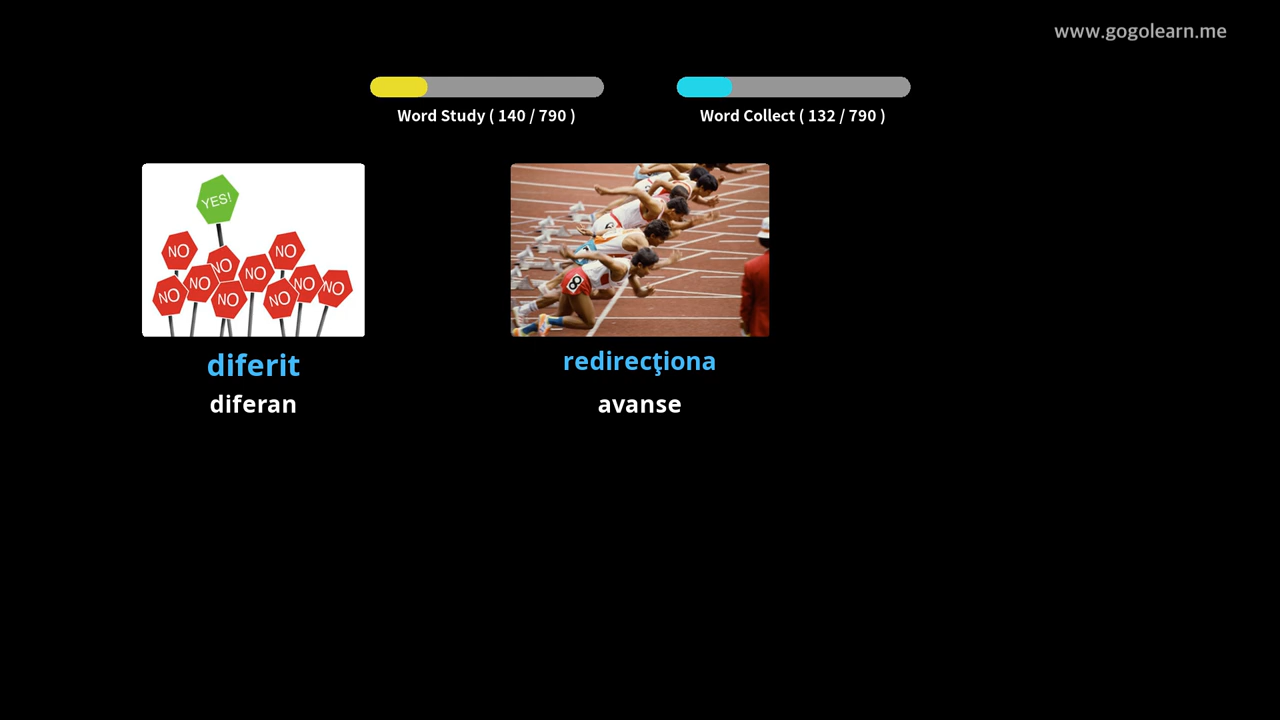 www.gogolearn.me
Word Study ( 140 / 790 )
Word Collect ( 132 / 790 )
YES!
NO
NO
NO
NO
NO
NO
NO
NO
NO
NO
8
diferit
redirecţiona
diferan
avanse